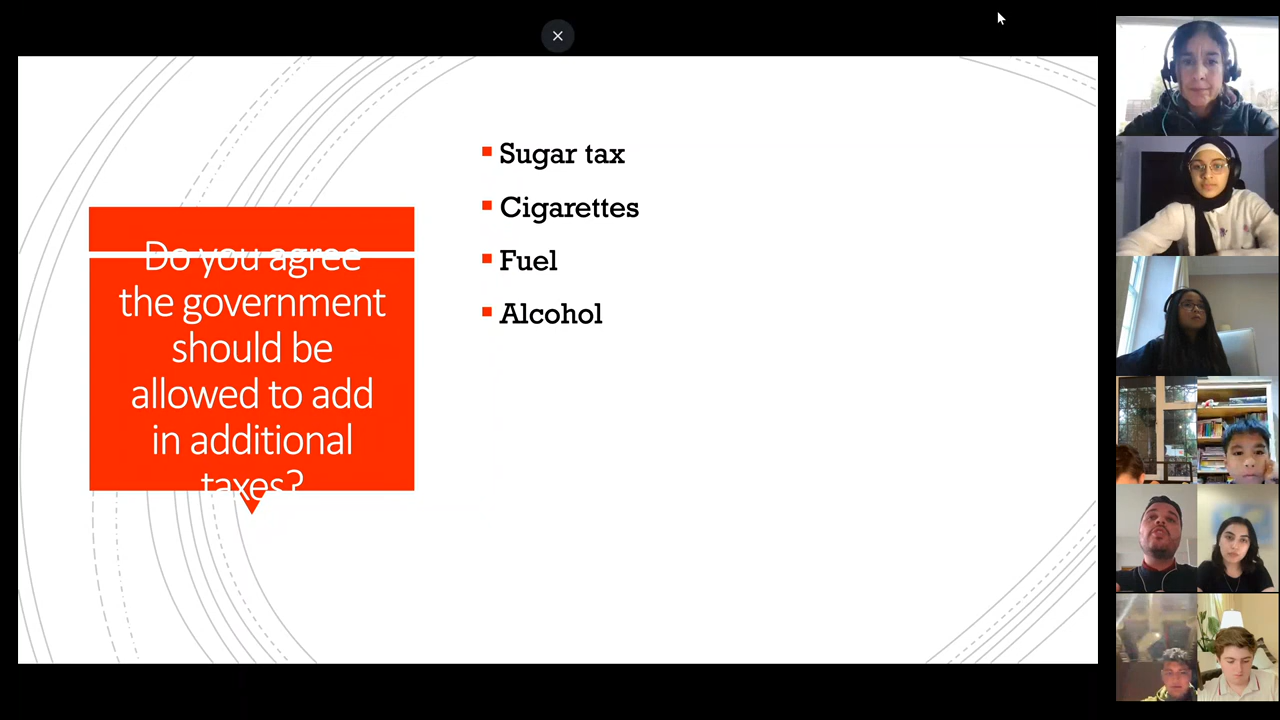 Do you agree
the government
should be
allowed to add
in additional
taxes?
Sugar tax
Cigarettes
Fuel
Alcohol